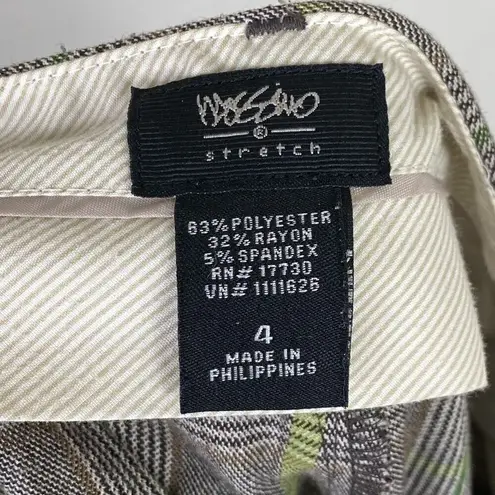 MOSSIMO
®
stretch
63% POLYESTER
32% RAYON
5% SPANDEX
RN# 17730
VN# 1111626
4
MADE IN
PHILIPPINES